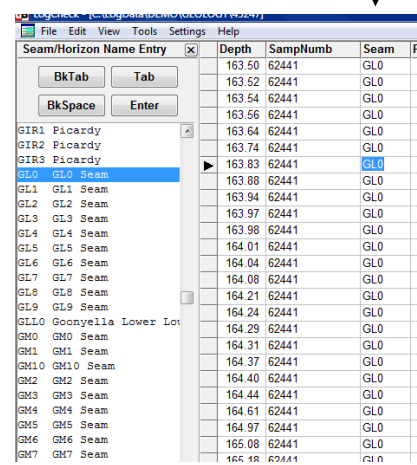 LogCheck - [C:\LogData\DEMO\GEOLOGY\45247]
File Edit View Tools Settings Help
Seam/Horizon Name Entry
BkTab Tab
BkSpace Enter
GIR1 Picardy
GIR2 Picardy
GIR3 Picardy
GL0 GL0 Seam
GL1 GL1 Seam
GL2 GL2 Seam
GL3 GL3 Seam
GL4 GL4 Seam
GL5 GL5 Seam
GL6 GL6 Seam
GL7 GL7 Seam
GL8 GL8 Seam
GL9 GL9 Seam
GLL0 Goonyella Lower Low
GM0 GM0 Seam
GM1 GM1 Seam
GM10 GM10 Seam
GM2 GM2 Seam
GM3 GM3 Seam
GM4 GM4 Seam
GM5 GM5 Seam
GM6 GM6 Seam
GM7 GM7 Seam
Depth SampNumb Seam
163.50 62441 GL0
163.52 62441 GL0
163.54 62441 GL0
163.56 62441 GL0
163.64 62441 GL0
163.74 62441 GL0
163.83 62441 GL0
163.88 62441 GL0
163.94 62441 GL0
163.97 62441 GL0
163.98 62441 GL0
164.01 62441 GL0
164.04 62441 GL0
164.08 62441 GL0
164.21 62441 GL0
164.24 62441 GL0
164.29 62441 GL0
164.31 62441 GL0
164.37 62441 GL0
164.40 62441 GL0
164.44 62441 GL0
164.61 62441 GL0
164.97 62441 GL0
165.08 62441 GL0
165.18 62441 GL0